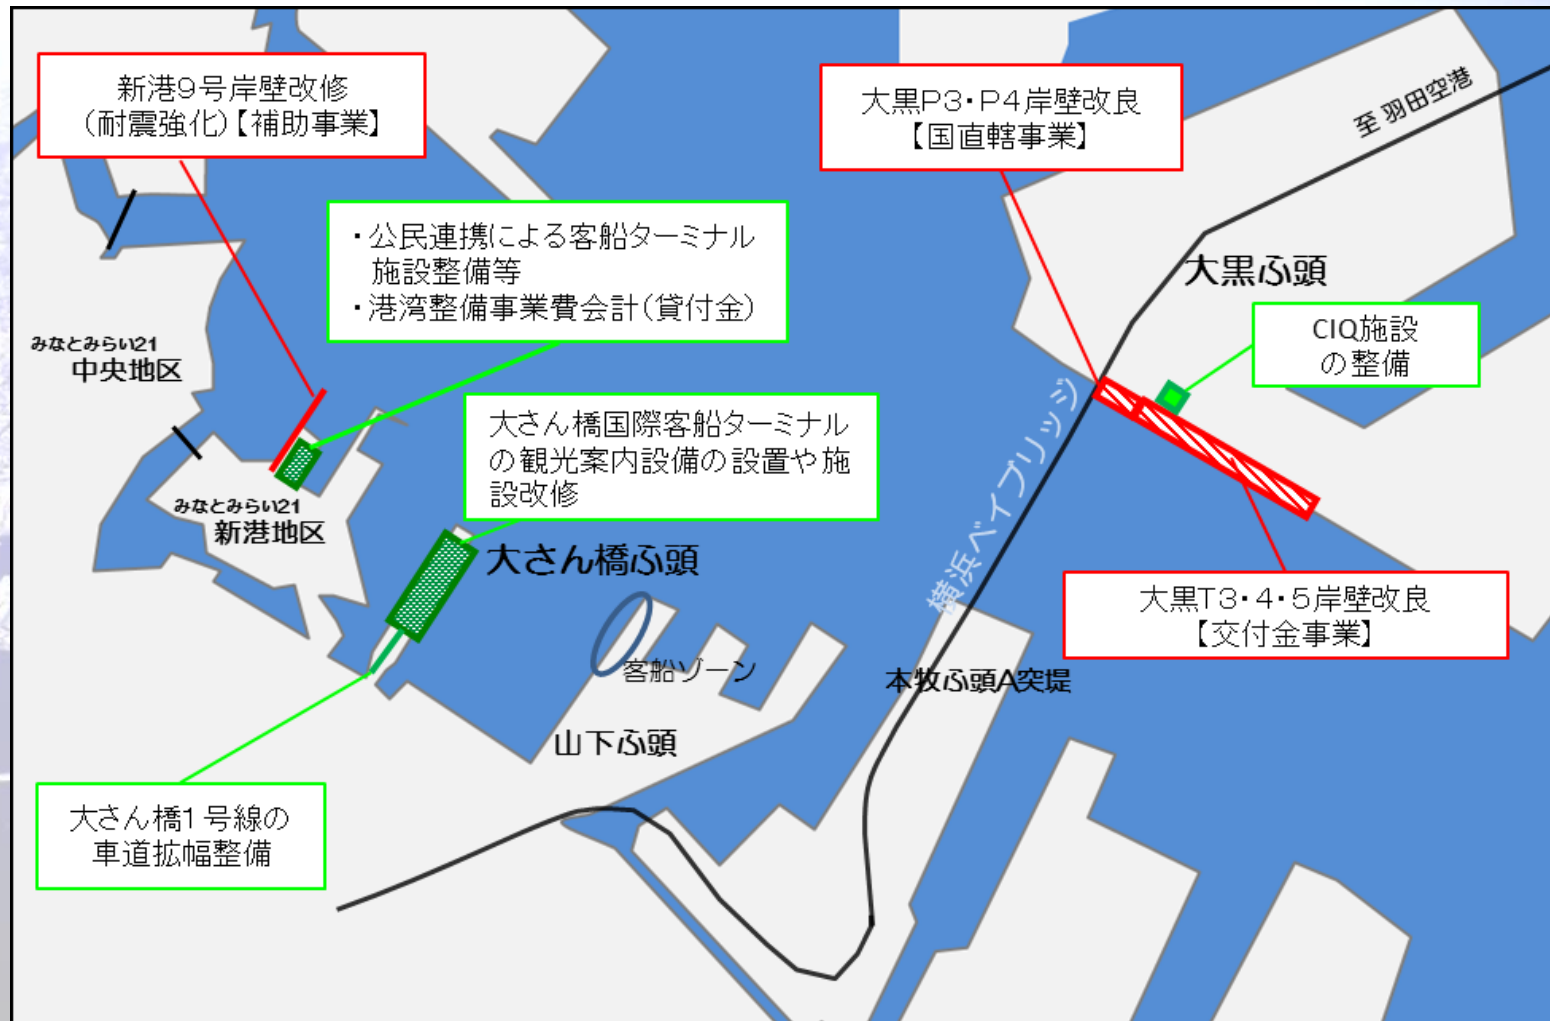 新港9号岸壁改修
（耐震強化）【補助事業】
大黒P3・P4岸壁改良
【国直轄事業】
至 羽田空港
・公民連携による客船ターミナル
施設整備等
・港湾整備事業費会計（貸付金）
大黒ふ頭
CIQ施設
の整備
みなとみらい21
中央地区
大さん橋国際客船ターミナル
の観光案内設備の設置や施
設改修
横浜ベイブリッジ
みなとみらい21
新港地区
大さん橋ふ頭
大黒T3・4・5岸壁改良
【交付金事業】
客船ゾーン
本牧ふ頭A突堤
山下ふ頭
大さん橋1号線の
車道拡幅整備